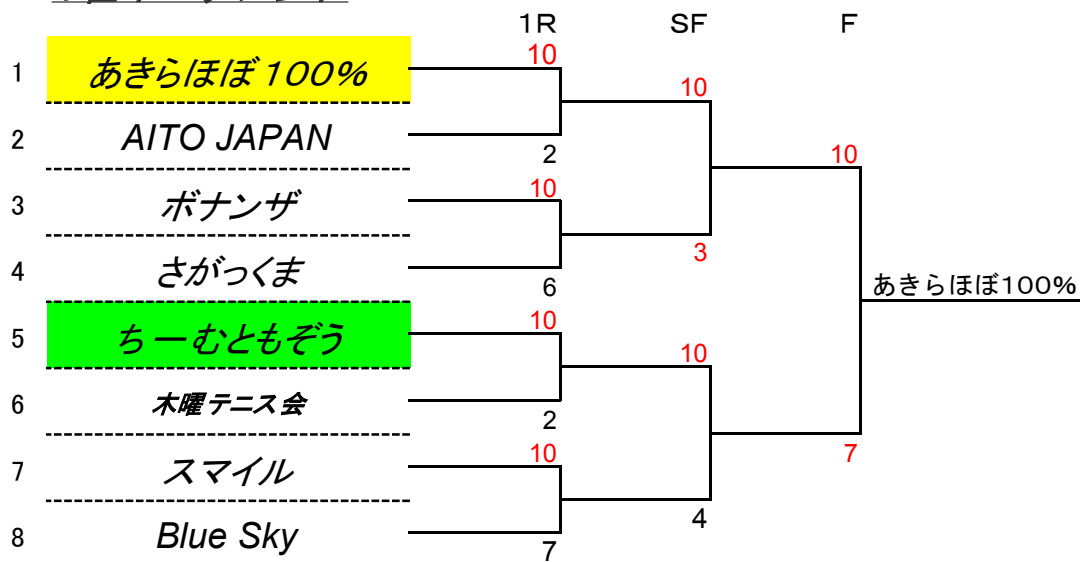 1R SF F
1 あきらほぼ100% 10
10
2 AITO JAPAN 2
10
3 ボナンザ 10
3
4 さがっくま 6
あきらほぼ100%
5 ちーむともぞう 10
10
6 木曜テニス会 2
7
7 スマイル 10
4
8 Blue Sky 7